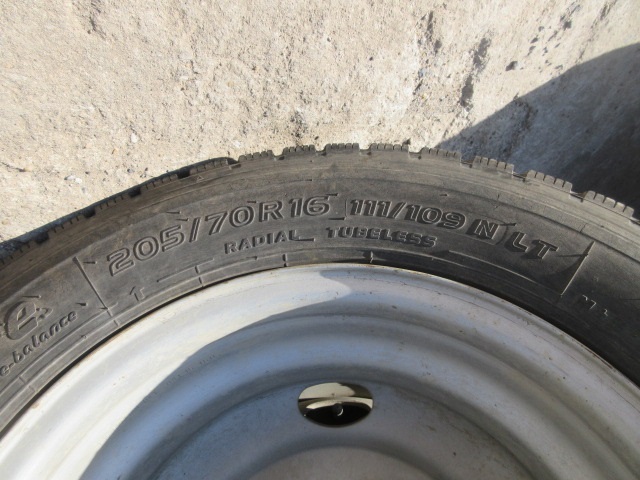 205/70R16 111/109 N LT
RADIAL TUBELESS
e-balance